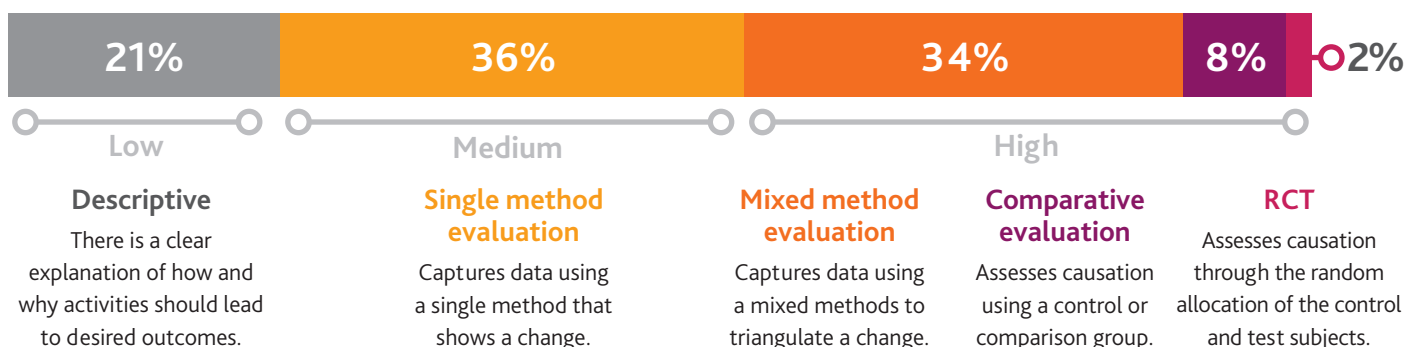 21%
36%
34%
8%
2%
Low
Medium
High
Descriptive
There is a clear
explanation of how and
why activities should lead
to desired outcomes.
Single method
evaluation
Captures data using
a single method that
shows a change.
Mixed method
evaluation
Captures data using
a mixed methods to
triangulate a change.
Comparative
evaluation
Assesses causation
using a control or
comparison group.
RCT
Assesses causation
through the random
allocation of the control
and test subjects.